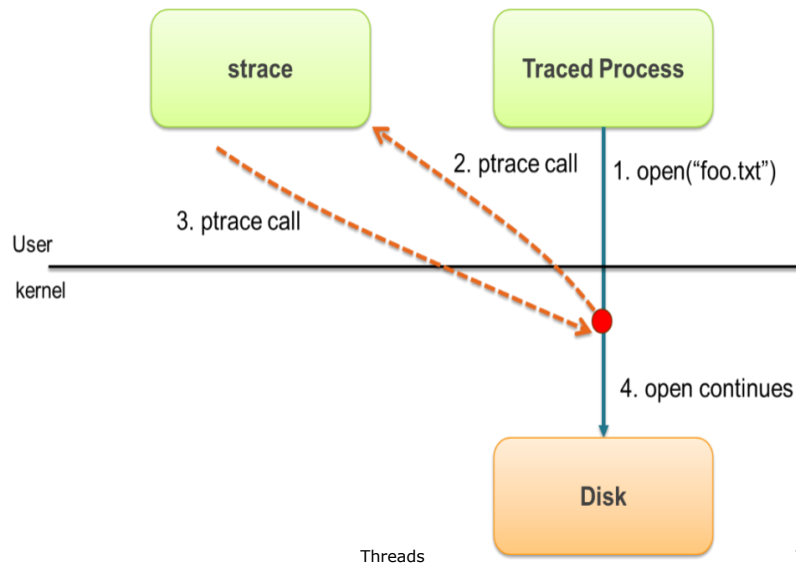 strace
Traced Process
2. ptrace call
1. open(“foo.txt”)
3. ptrace call
User
kernel
4. open continues
Disk
Threads